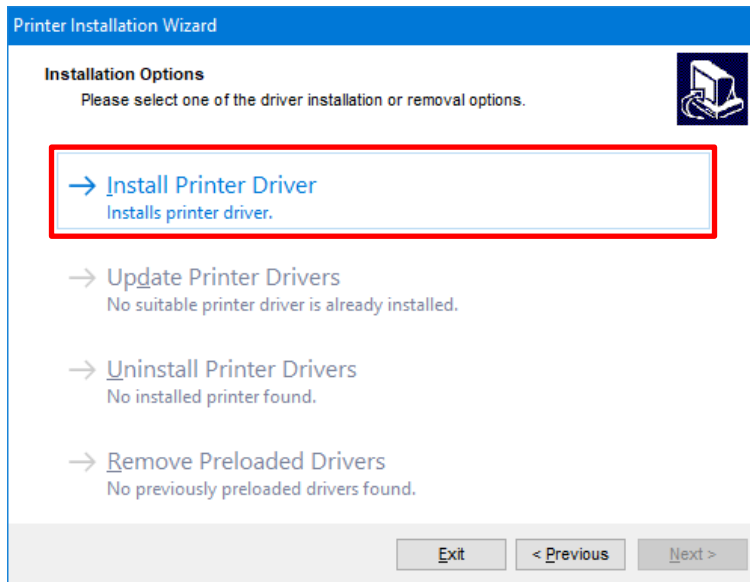 Printer Installation Wizard
Installation Options
Please select one of the driver installation or removal options.
Install Printer Driver
Installs printer driver.
Update Printer Drivers
No suitable printer driver is already installed.
Uninstall Printer Drivers
No installed printer found.
Remove Preloaded Drivers
No previously preloaded drivers found.
Exit
< Previous
Next >